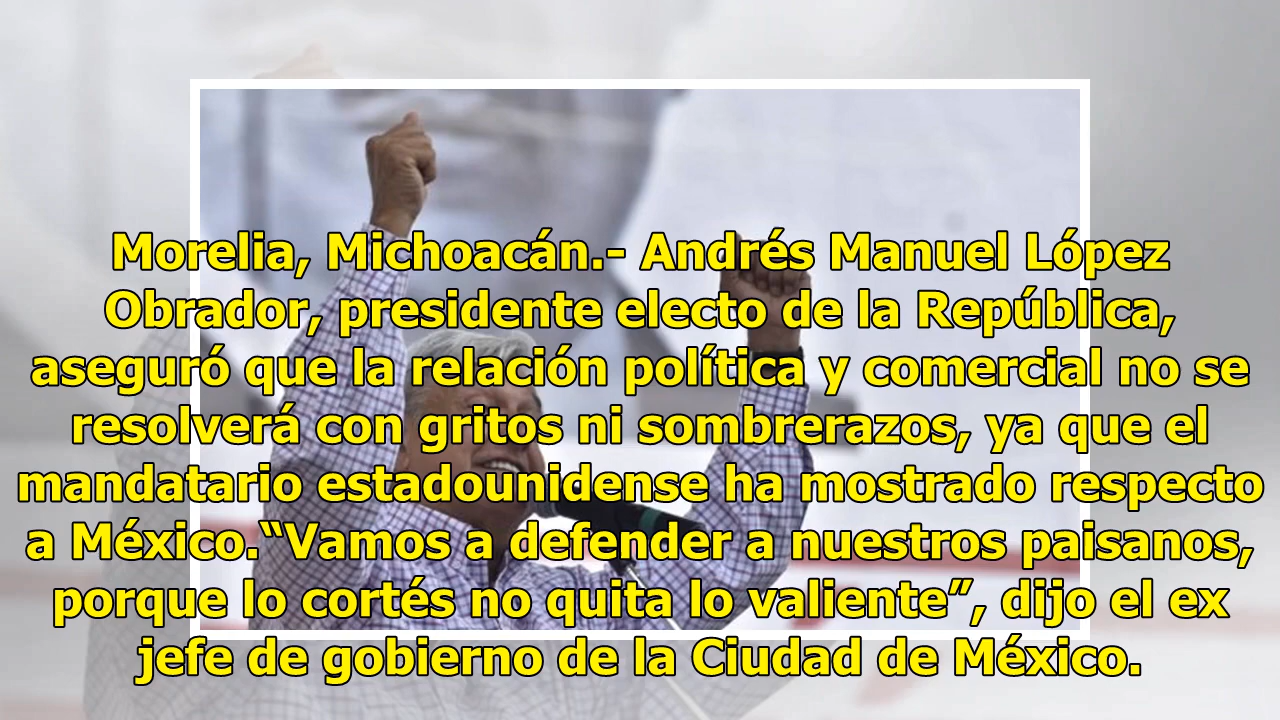 Morelia, Michoacán.- Andrés Manuel López
Obrador, presidente electo de la República,
aseguró que la relación política y comercial no se
resolverá con gritos ni sombrerazos, ya que el
mandatario estadounidense ha mostrado respecto
a México.“Vamos a defender a nuestros paisanos,
porque lo cortés no quita lo valiente”, dijo el ex
jefe de gobierno de la Ciudad de México.